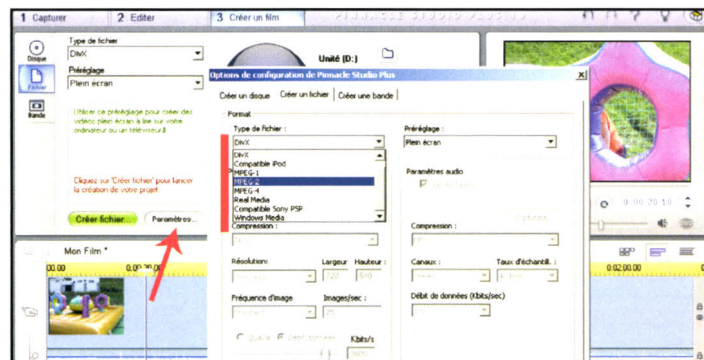 1 Capturer 2 Editer 3 Créer un film PINNACLE STUDIO PLUS 10
Type de fichier
DivX
Disque
Préréglage
Plein écran
Fichier
Utiliser ce préréglage pour créer des
vidéos plein écran à lire sur votre
ordinateur ou un téléviseur.
Bande
Cliquez sur 'Créer fichier' pour lancer
la création de votre projet
Créer fichier... Paramètres...
Unité (D:)
Options de configuration de Pinnacle Studio Plus
Créer un disque Créer un fichier Créer une bande
Format
Type de fichier : Préréglage :
DivX Plein écran
DivX
Compatible iPod
MPEG-1
MPEG-2
MPEG-4
Real Media
Compatible Sony PSP
Windows Media
Paramètres audio
Compression : Compression :
Résolution: Largeur Hauteur : Canaux : Taux d'échantill. :
720
Fréquence d'image Images/sec : Débit de données (Kbits/sec)
25
Kbits/s
0:00:20.10
Mon Film *
00.00 0:02:00.00